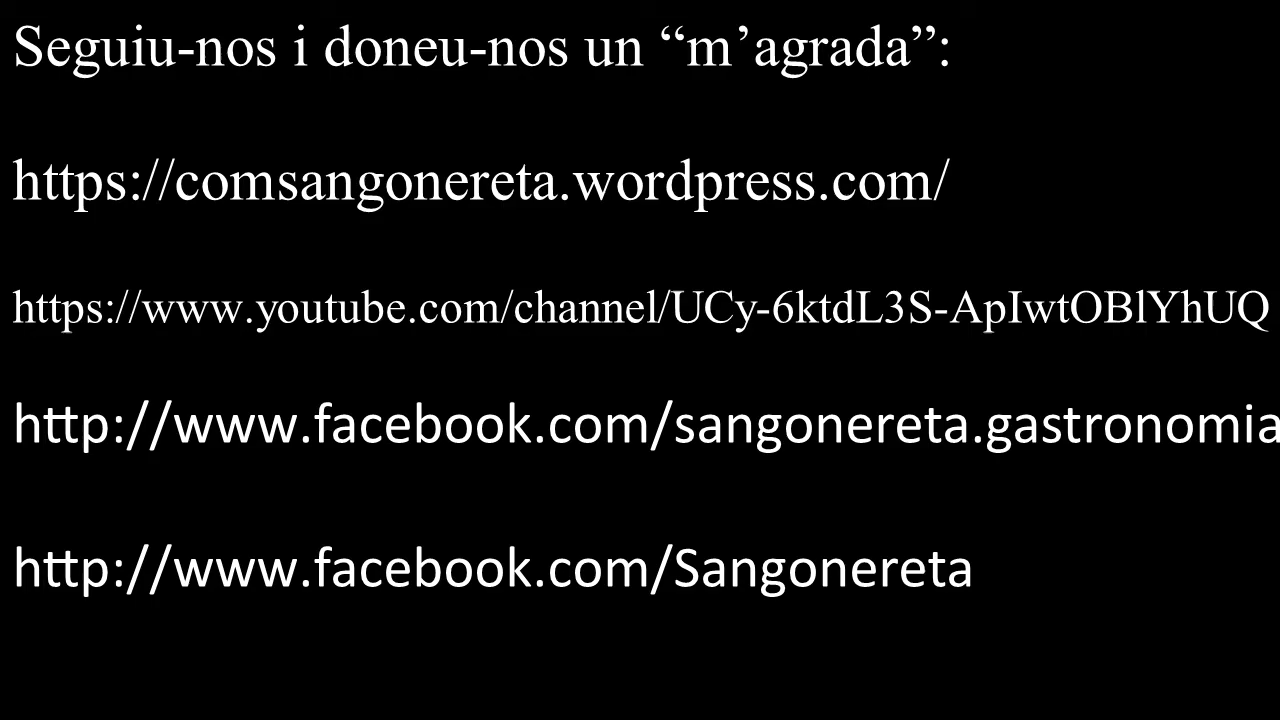 Seguiu-nos i doneu-nos un “m’agrada”:
https://comsangonereta.wordpress.com/
https://www.youtube.com/channel/UCy-6ktdL3S-ApIwtOBlYhUQ
http://www.facebook.com/sangonereta.gastronomia
http://www.facebook.com/Sangonereta